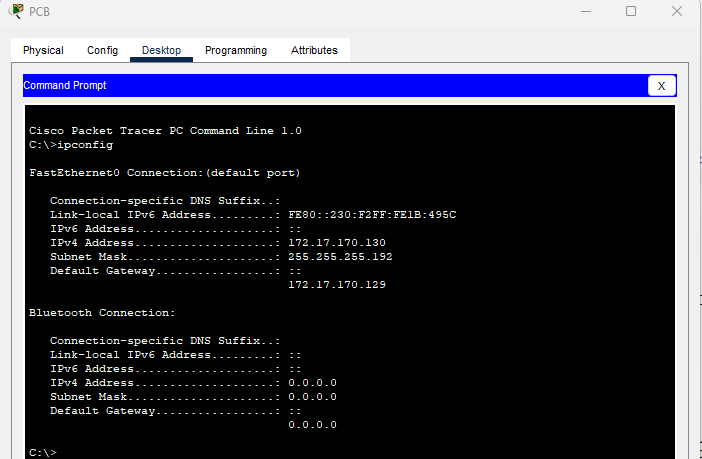 PCB
Physical Config Desktop Programming Attributes
Command Prompt
X
Cisco Packet Tracer PC Command Line 1.0
C:\>ipconfig
FastEthernet0 Connection:(default port)
Connection-specific DNS Suffix..:
Link-local IPv6 Address.........: FE80::230:F2FF:FE1B:495C
IPv6 Address....................: ::
IPv4 Address....................: 172.17.170.130
Subnet Mask.....................: 255.255.255.192
Default Gateway.................: ::
172.17.170.129
Bluetooth Connection:
Connection-specific DNS Suffix..:
Link-local IPv6 Address.........: ::
IPv6 Address....................: ::
IPv4 Address....................: 0.0.0.0
Subnet Mask.....................: 0.0.0.0
Default Gateway.................: ::
0.0.0.0
C:\>